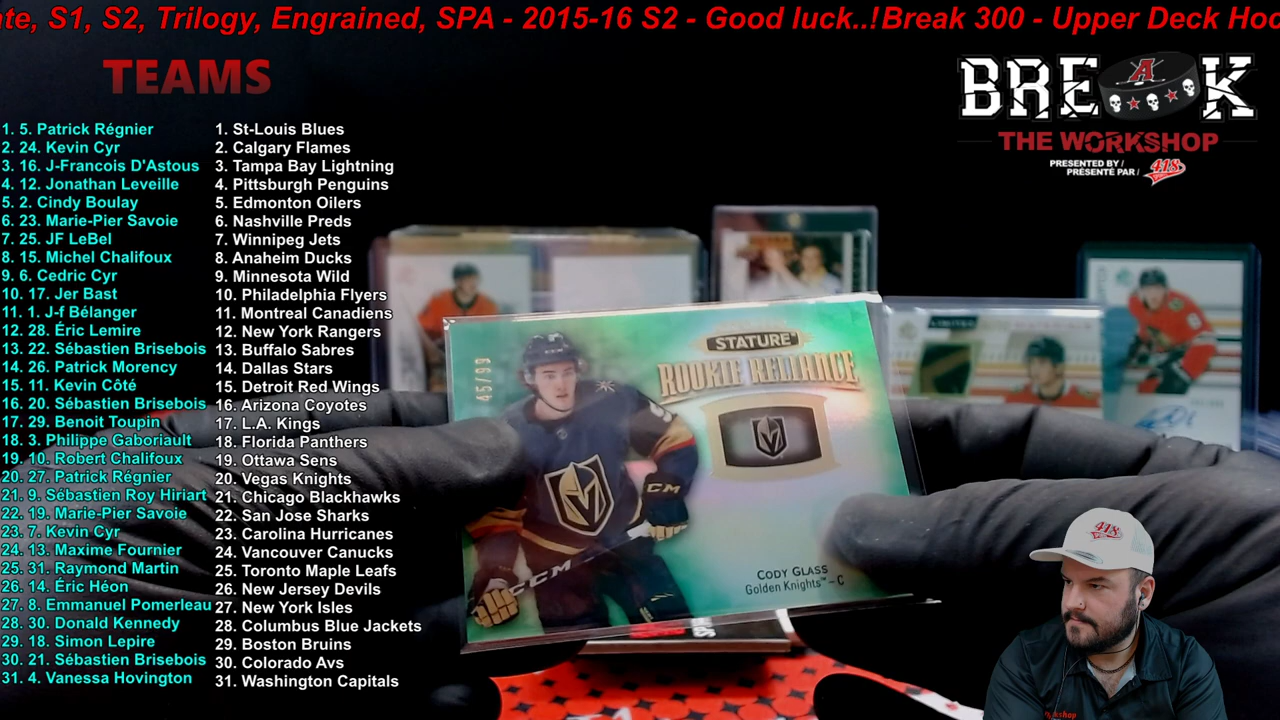 te, S1, S2, Trilogy, Engrained, SPA - 2015-16 S2 - Good luck..!Break 300 - Upper Deck Hoc
TEAMS
BREAK
A
THE WORKSHOP
PRESENTED BY /
PRÉSENTÉ PAR /
418
1. 5. Patrick Régnier
2. 24. Kevin Cyr
3. 16. J-Francois D'Astous
4. 12. Jonathan Leveille
5. 2. Cindy Boulay
6. 23. Marie-Pier Savoie
7. 25. JF LeBel
8. 15. Michel Chalifoux
9. 6. Cedric Cyr
10. 17. Jer Bast
11. 1. J-f Bélanger
12. 28. Éric Lemire
13. 22. Sébastien Brisebois
14. 26. Patrick Morency
15. 11. Kevin Côté
16. 20. Sébastien Brisebois
17. 29. Benoit Toupin
18. 3. Philippe Gaboriault
19. 10. Robert Chalifoux
20. 27. Patrick Régnier
21. 9. Sébastien Roy Hiriart
22. 19. Marie-Pier Savoie
23. 7. Kevin Cyr
24. 13. Maxime Fournier
25. 31. Raymond Martin
26. 14. Éric Héon
27. 8. Emmanuel Pomerleau
28. 30. Donald Kennedy
29. 18. Simon Lepire
30. 21. Sébastien Brisebois
31. 4. Vanessa Hovington
1. St-Louis Blues
2. Calgary Flames
3. Tampa Bay Lightning
4. Pittsburgh Penguins
5. Edmonton Oilers
6. Nashville Preds
7. Winnipeg Jets
8. Anaheim Ducks
9. Minnesota Wild
10. Philadelphia Flyers
11. Montreal Canadiens
12. New York Rangers
13. Buffalo Sabres
14. Dallas Stars
15. Detroit Red Wings
16. Arizona Coyotes
17. L.A. Kings
18. Florida Panthers
19. Ottawa Sens
20. Vegas Knights
21. Chicago Blackhawks
22. San Jose Sharks
23. Carolina Hurricanes
24. Vancouver Canucks
25. Toronto Maple Leafs
26. New Jersey Devils
27. New York Isles
28. Columbus Blue Jackets
29. Boston Bruins
30. Colorado Avs
31. Washington Capitals
45/99
STATURE
ROOKIE RELIANCE
CCM
CCM
CODY GLASS
Golden Knights™ - C
418